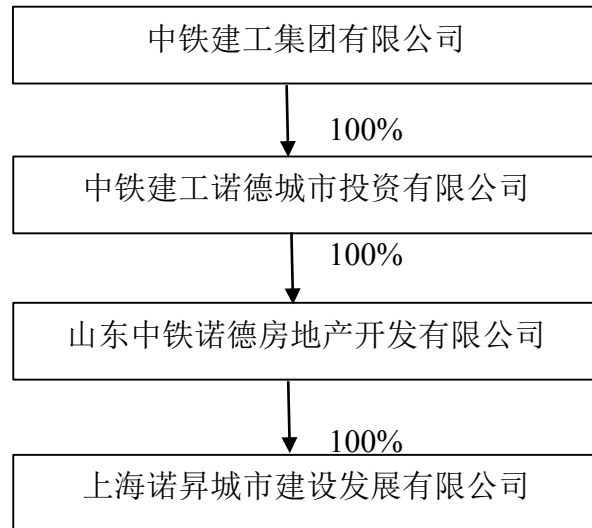 中铁建工集团有限公司
100%
中铁建工诺德城市投资有限公司
100%
山东中铁诺德房地产开发有限公司
100%
上海诺昇城市建设发展有限公司